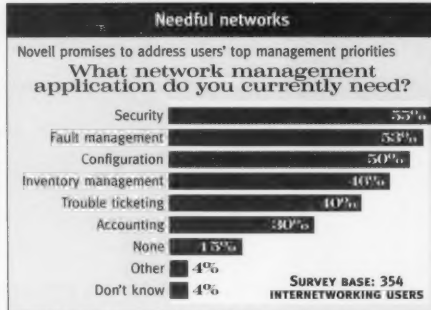 Needful networks
Novell promises to address users' top management priorities
What network management
application do you currently need?
Security 55%
Fault management 53%
Configuration 50%
Inventory management 46%
Trouble ticketing 40%
Accounting 30%
None 15%
Other 4%
Don't know 4%
SURVEY BASE: 354
INTERNETWORKING USERS